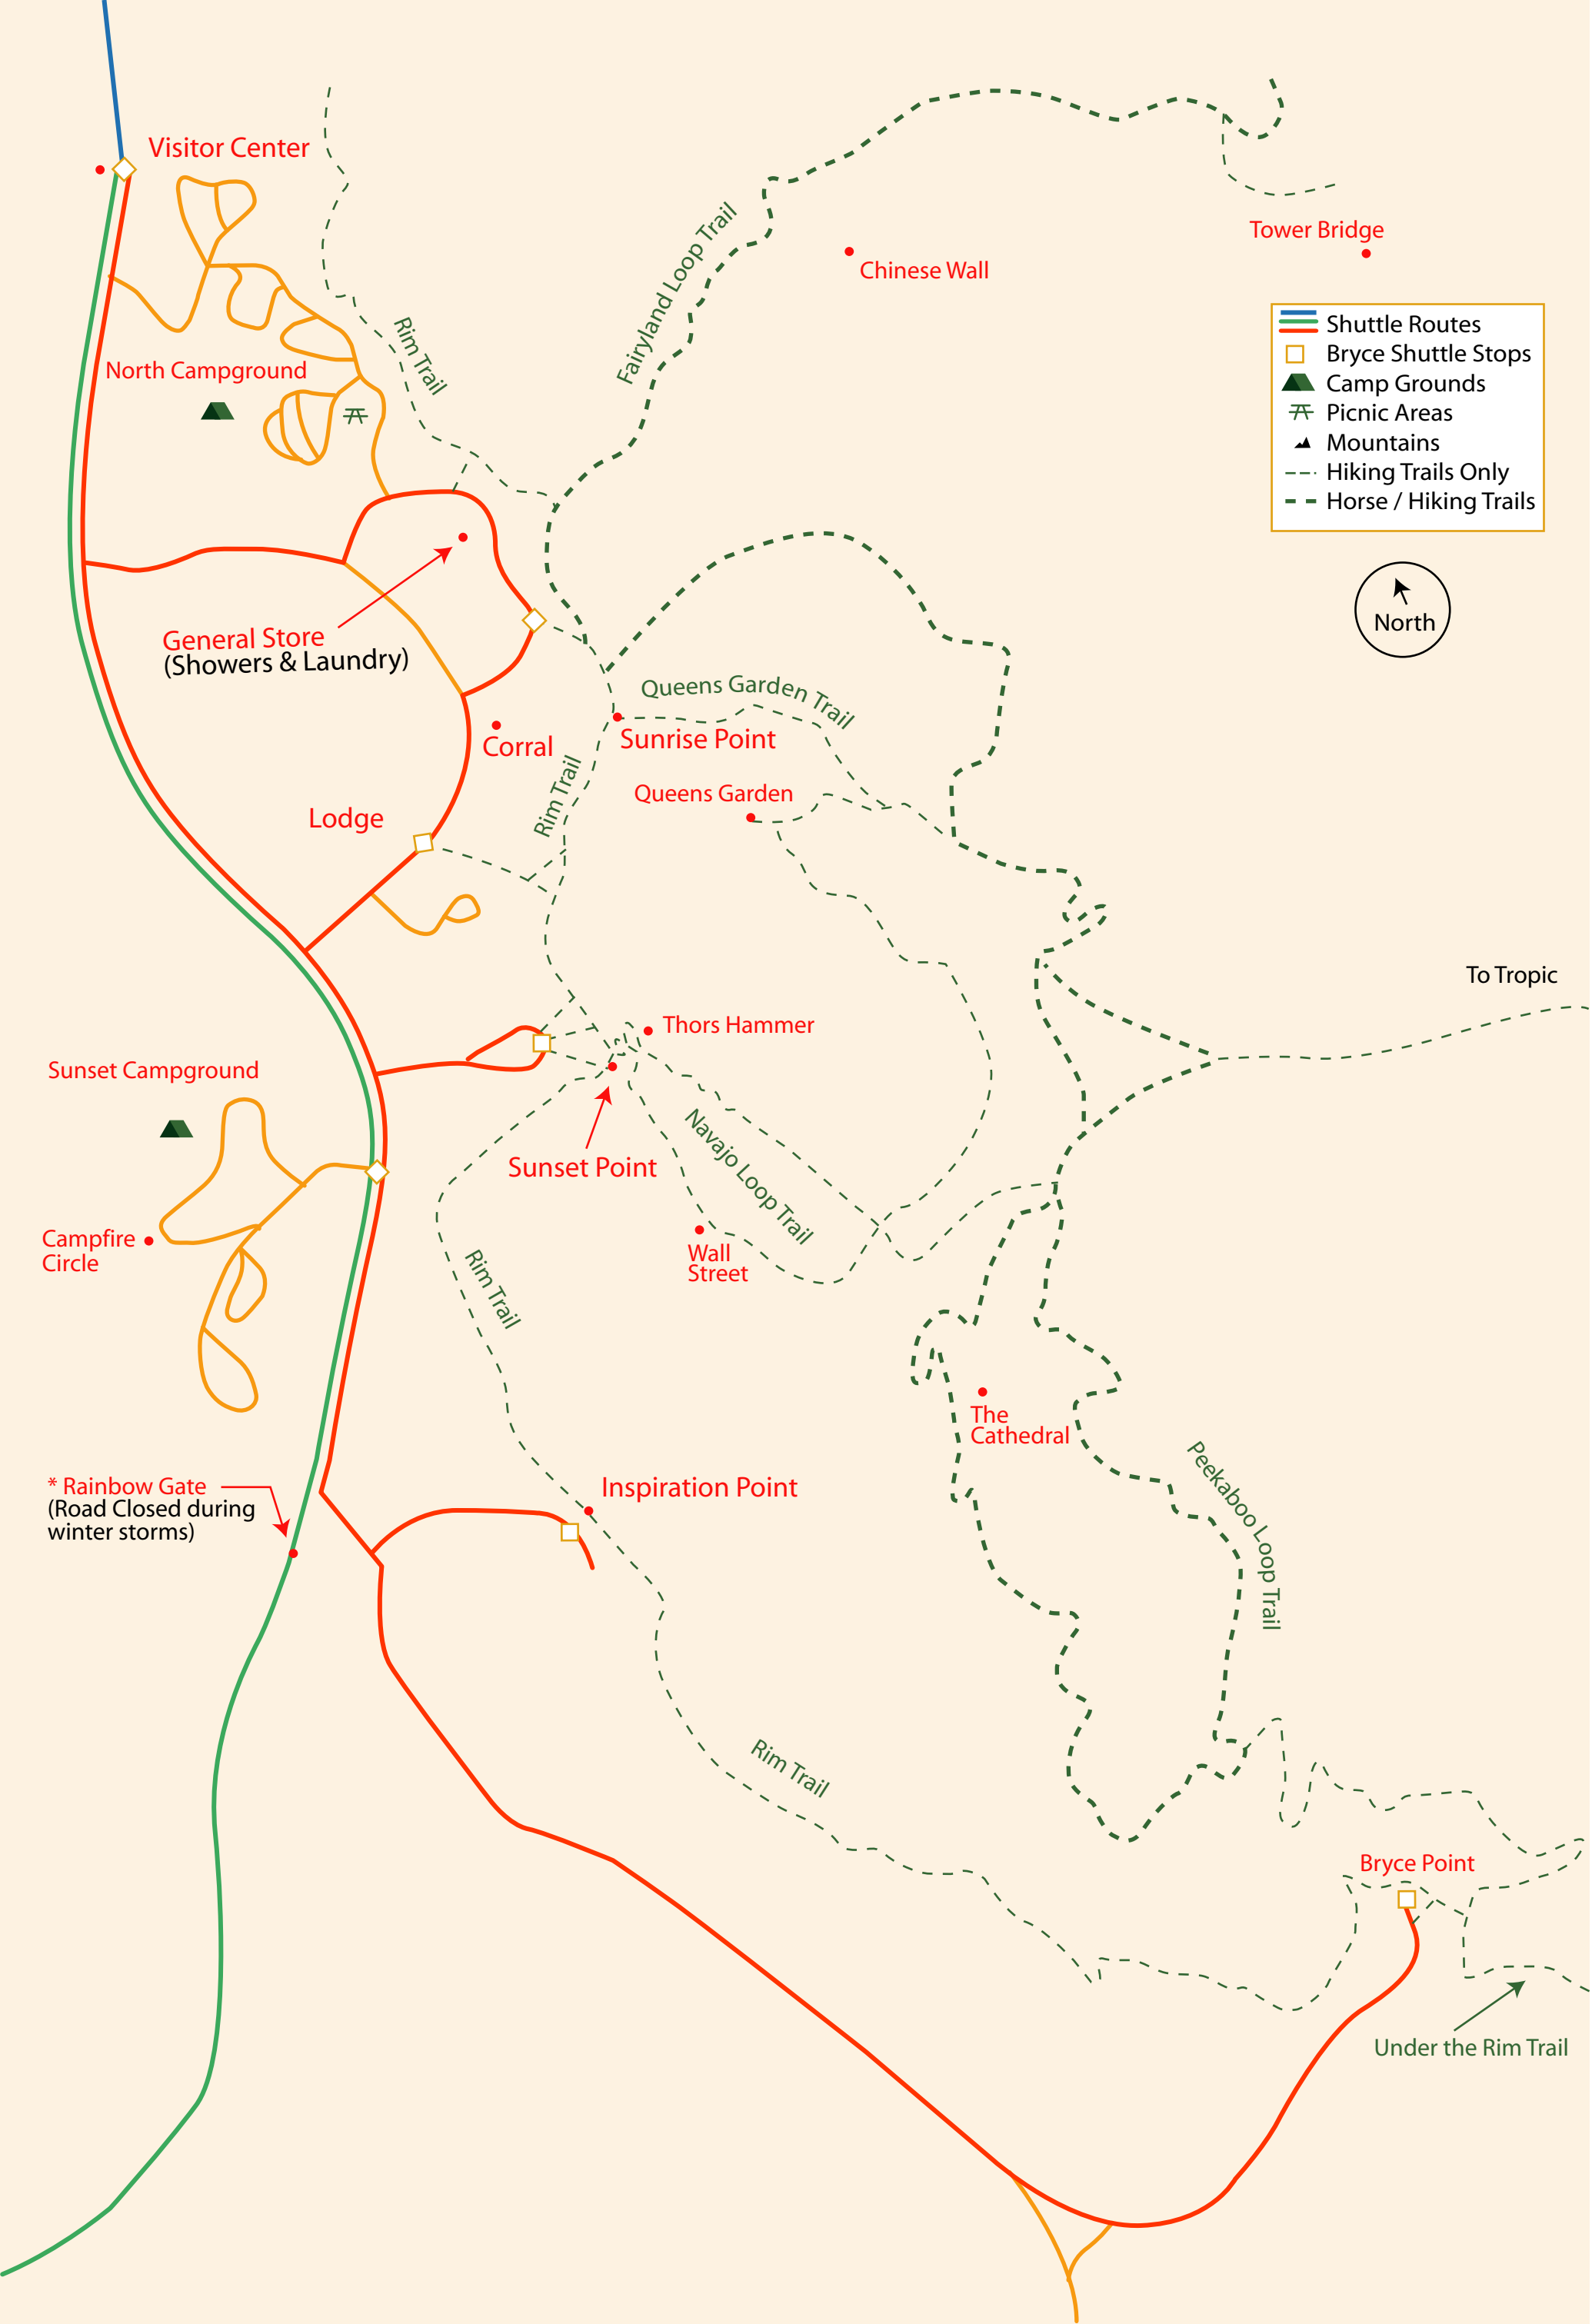 Visitor Center
Fairyland Loop Trail
Tower Bridge
Chinese Wall
Shuttle Routes
Bryce Shuttle Stops
Camp Grounds
Picnic Areas
Mountains
Hiking Trails Only
Horse / Hiking Trails
Rim Trail
North Campground
North
General Store
(Showers & Laundry)
Queens Garden Trail
Corral
Sunrise Point
Rim Trail
Queens Garden
Lodge
To Tropic
Thors Hammer
Sunset Campground
Navajo Loop Trail
Sunset Point
Campfire
Circle
Wall
Street
Rim Trail
The
Cathedral
Peekaboo Loop Trail
* Rainbow Gate
(Road Closed during
winter storms)
Inspiration Point
Rim Trail
Bryce Point
Under the Rim Trail